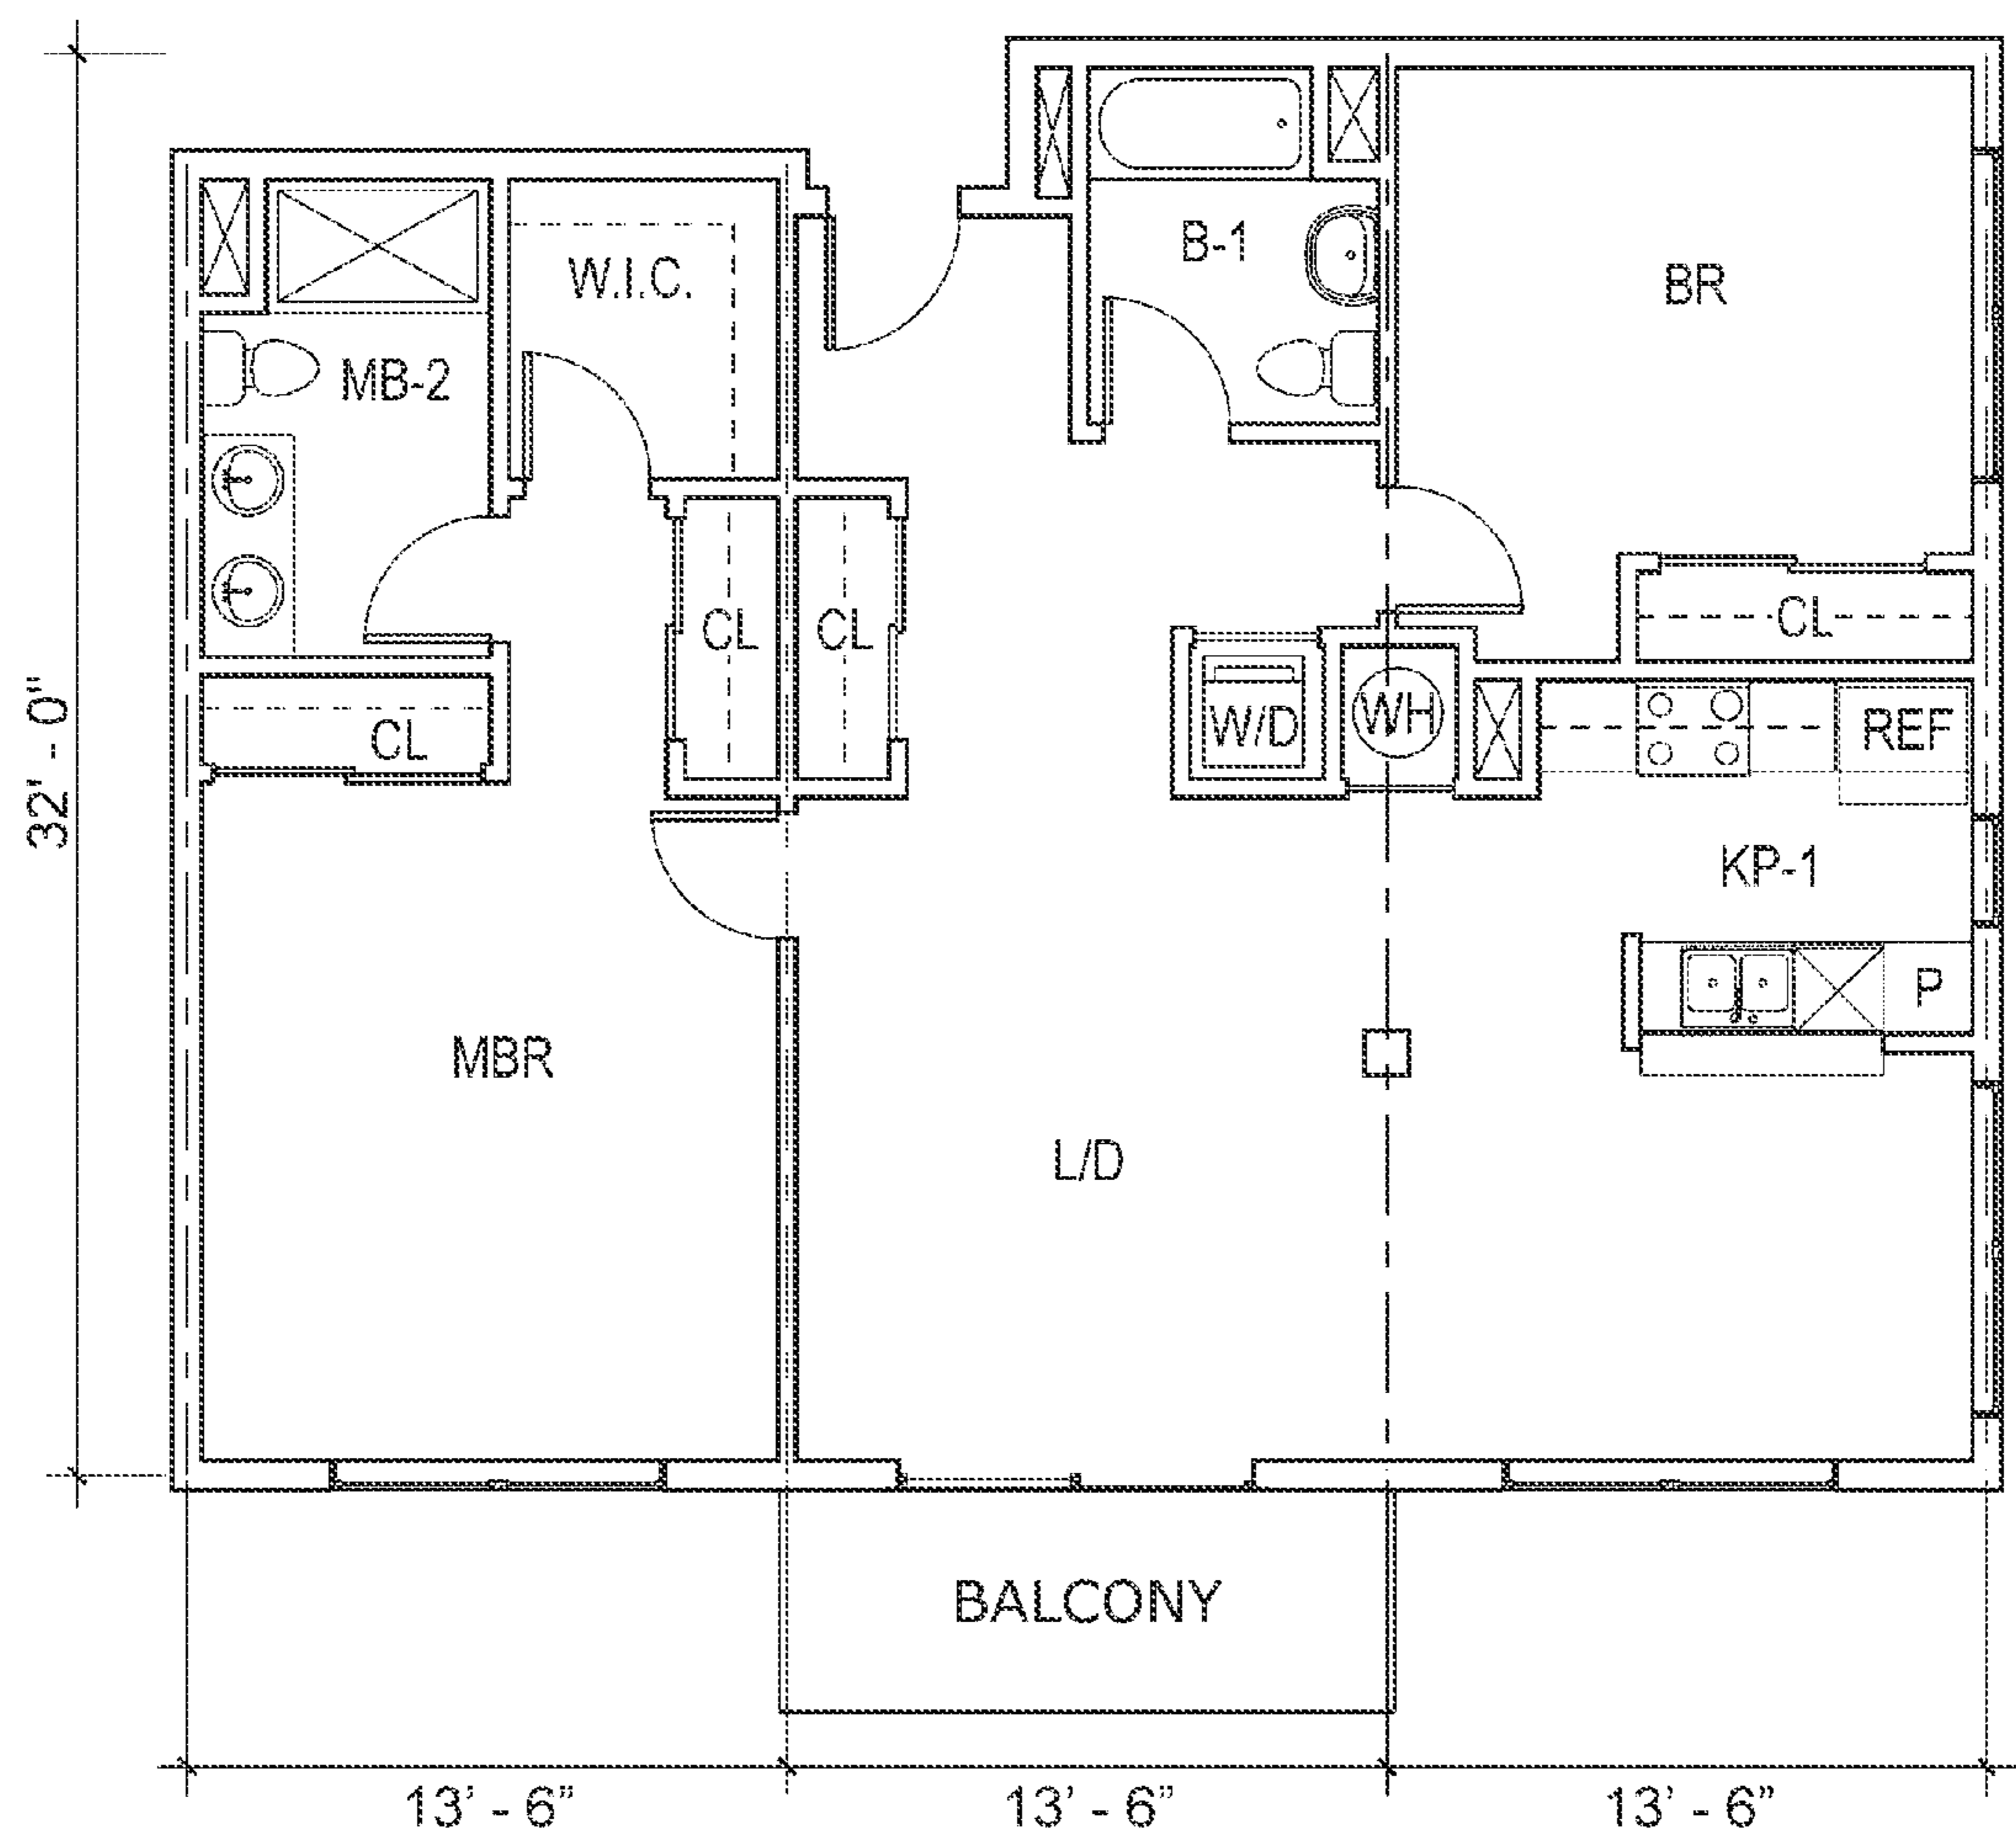 B-1
BR
W.I.C.
MB-2
CL
CL
CL
CL
W/D
WH
REF
32' - 0"
KP-1
P
MBR
L/D
BALCONY
13’ - 6”
13’ - 6”
13’ - 6”